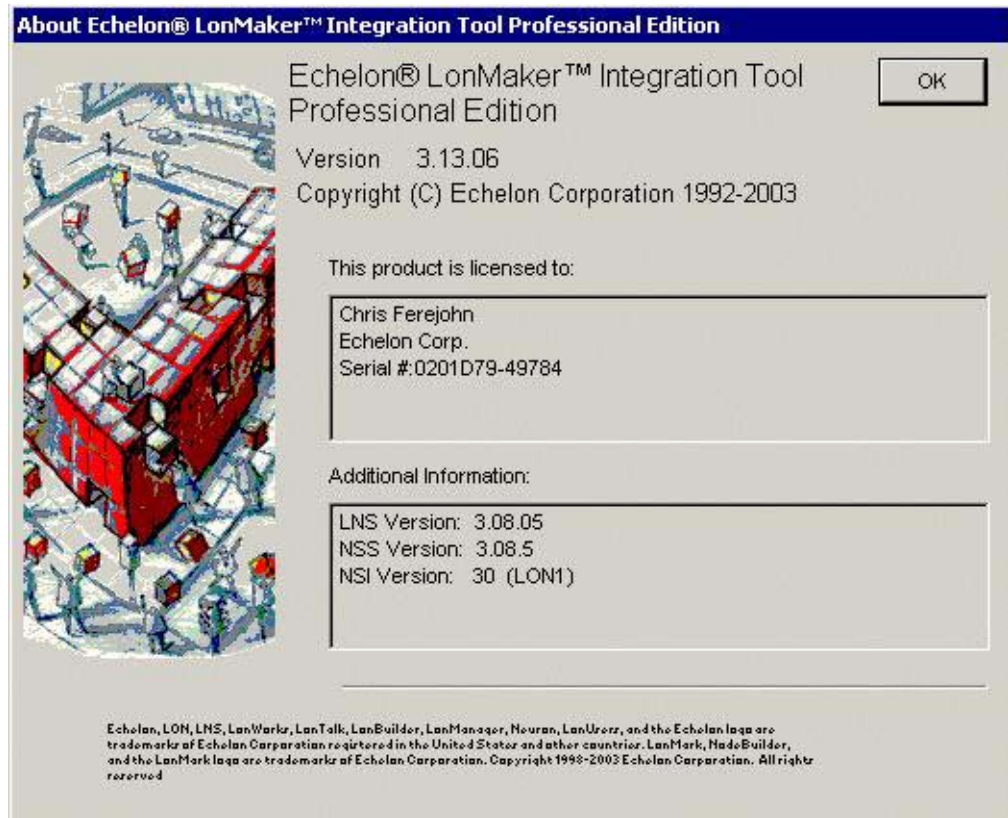 About Echelon® LonMaker™ Integration Tool Professional Edition
Echelon® LonMaker™ Integration Tool
Professional Edition
OK
Version 3.13.06
Copyright (C) Echelon Corporation 1992-2003
This product is licensed to:
Chris Ferejohn
Echelon Corp.
Serial #:0201D79-49784
Additional Information:
LNS Version: 3.08.05
NSS Version: 3.08.5
NSI Version: 30 (LON1)
Echelon, LON, LNS, LonWorks, LonTalk, LonBuilder, LonManager, Neuron, LonUsers, and the Echelon logo are
trademarks of Echelon Corporation registered in the United States and other countries. LonMark, NodeBuilder,
and the LonMark logo are trademarks of Echelon Corporation. Copyright 1998-2003 Echelon Corporation. All rights
reserved